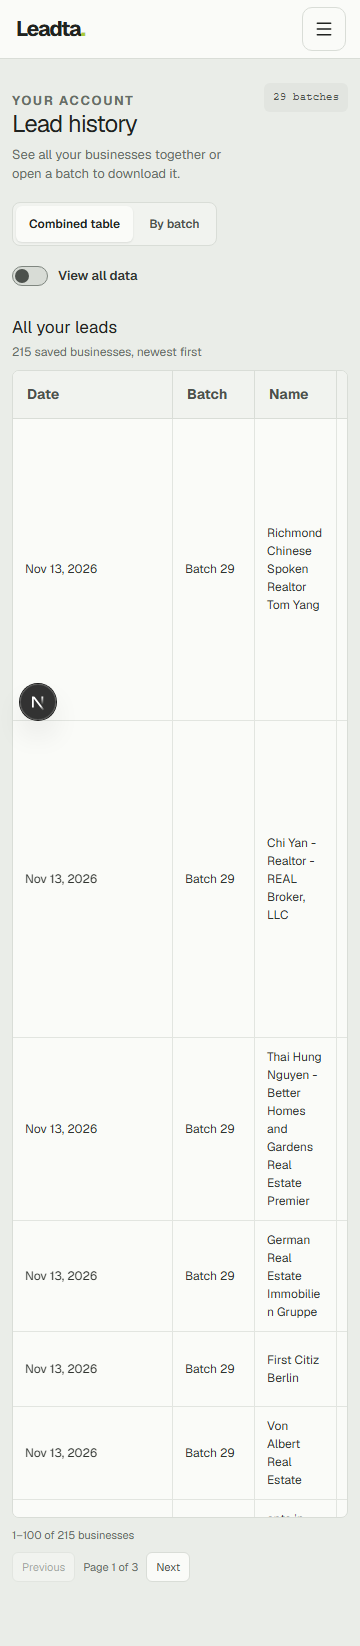 Leadta.
YOUR ACCOUNT
29 batches
Lead history
See all your businesses together or
open a batch to download it.
Combined table By batch
View all data
All your leads
215 saved businesses, newest first
Date Batch Name
Nov 13, 2026 Batch 29
Richmond
Chinese
Spoken
Realtor
Tom Yang
N
Nov 13, 2026 Batch 29
Chi Yan -
Realtor -
REAL
Broker,
LLC
Nov 13, 2026 Batch 29
Thai Hung
Nguyen -
Better
Homes
and
Gardens
Real
Estate
Premier
Nov 13, 2026 Batch 29
German
Real
Estate
Immobilie
n Gruppe
Nov 13, 2026 Batch 29
First Citiz
Berlin
Nov 13, 2026 Batch 29
Von
Albert
Real
Estate
1–100 of 215 businesses
Previous Page 1 of 3 Next